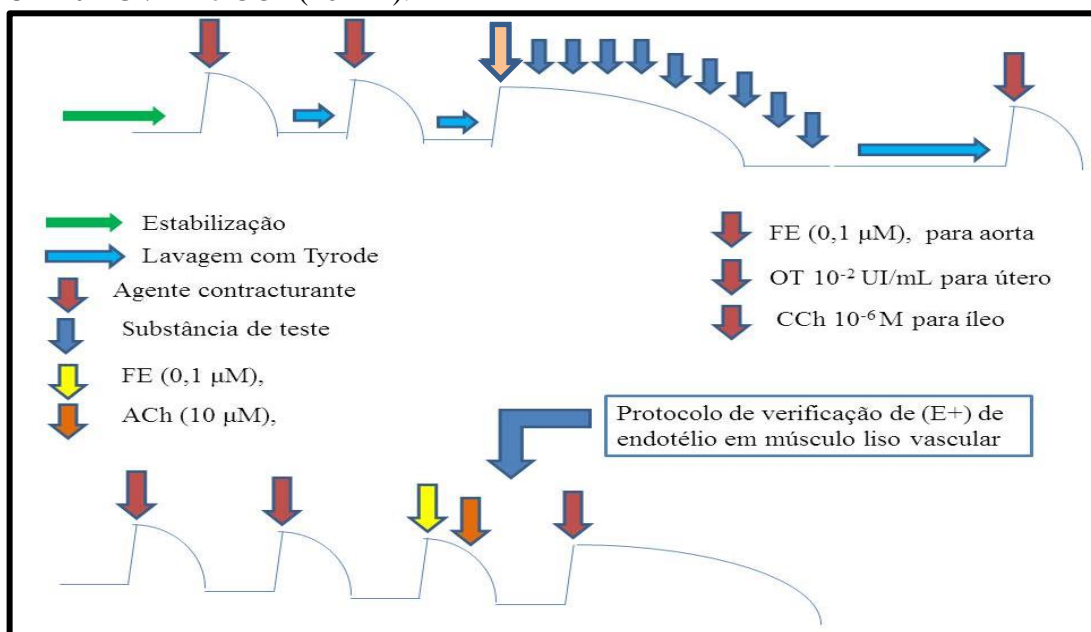 Estabilização
Lavagem com Tyrode
Agente contracturante
Substância de teste
FE (0,1 μM),
ACh (10 μM),
FE (0,1 μM), para aorta
OT 10⁻² UI/mL para útero
CCh 10⁻⁶ M para íleo
Protocolo de verificação de (E+) de
endotélio em músculo liso vascular